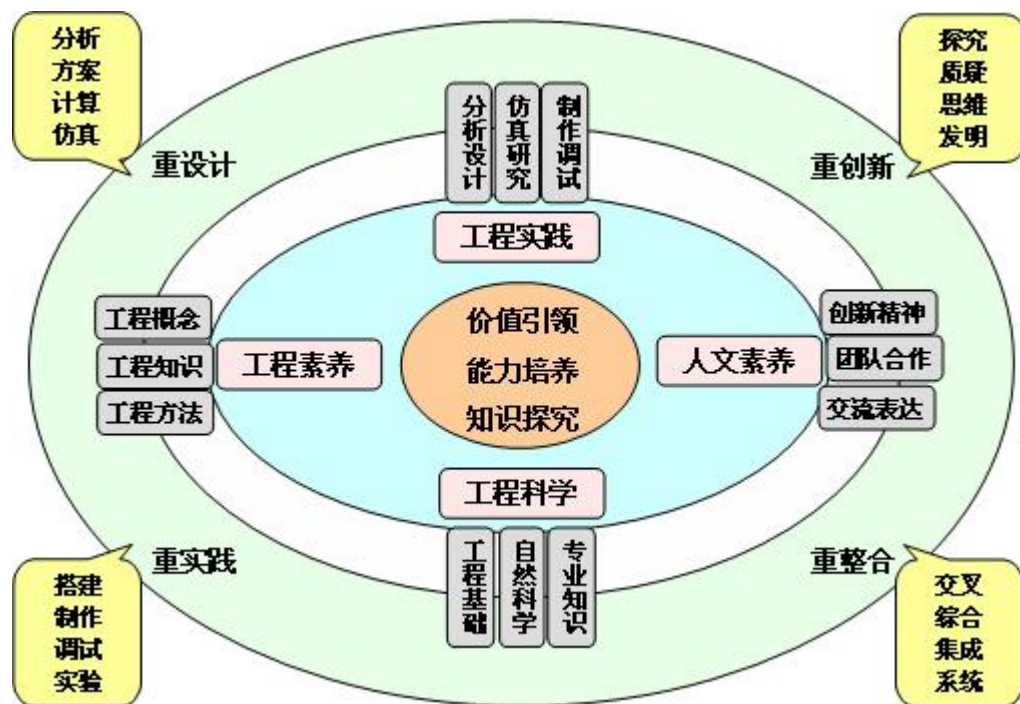 分析
方案
计算
仿真
探究
质疑
思维
发明
重设计
重创新
分析设计
仿真研究
制作调试
工程实践
工程概念
工程知识
工程方法
工程素养
价值引领
能力培养
知识探究
人文素养
创新精神
团队合作
交流表达
工程科学
工程基础
自然科学
专业知识
重实践
重整合
搭建
制作
调试
实验
交叉
综合
集成
系统